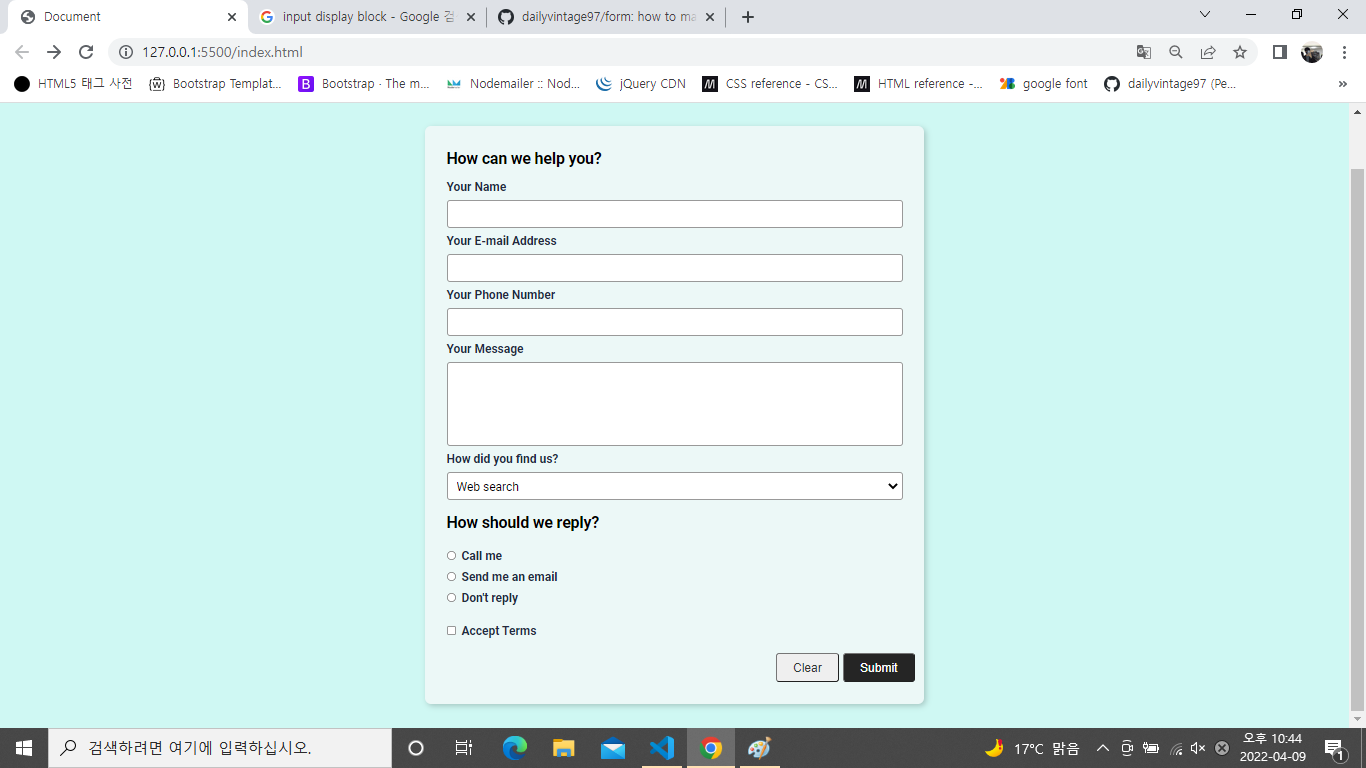 Document
input display block - Google 검
dailyvintage97/form: how to ma
127.0.0.1:5500/index.html
HTML5 태그 사전
Bootstrap Templat...
Bootstrap · The m...
Nodemailer :: Nod...
jQuery CDN
CSS reference - CS...
HTML reference -...
google font
dailyvintage97 (Pe...
»
How can we help you?
Your Name
Your E-mail Address
Your Phone Number
Your Message
How did you find us?
Web search
How should we reply?
Call me
Send me an email
Don't reply
Accept Terms
Clear
Submit
검색하려면 여기에 입력하십시오.
17°C 맑음
오후 10:44
2022-04-09
1